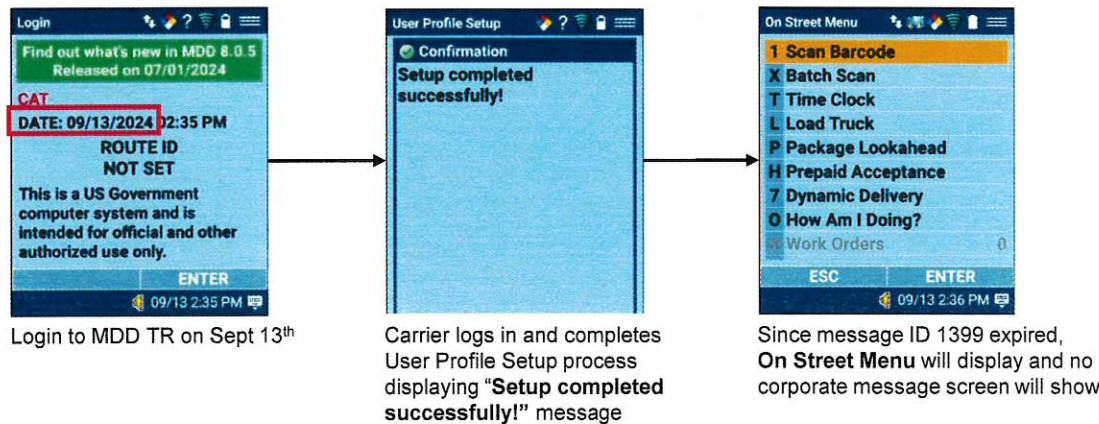 Login
?
Find out what's new in MDD 8.0.5
Released on 07/01/2024
CAT
DATE: 09/13/2024 02:35 PM
ROUTE ID
NOT SET
This is a US Government
computer system and is
intended for official and other
authorized use only.
ENTER
09/13 2:35 PM
Login to MDD TR on Sept 13th
User Profile Setup
?
Confirmation
Setup completed
successfully!
Carrier logs in and completes
User Profile Setup process
displaying “Setup completed
successfully!” message
On Street Menu
1 Scan Barcode
X Batch Scan
T Time Clock
L Load Truck
P Package Lookahead
H Prepaid Acceptance
7 Dynamic Delivery
O How Am I Doing?
Work Orders 0
ESC ENTER
09/13 2:36 PM
Since message ID 1399 expired,
On Street Menu will display and no
corporate message screen will show